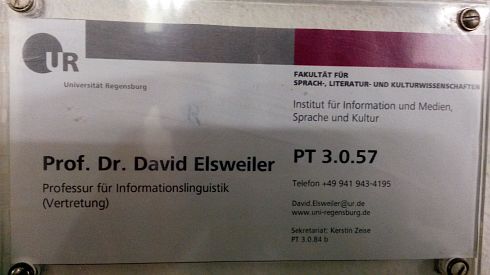 UR
Universität Regensburg
FAKULTÄT FÜR
SPRACH-, LITERATUR- UND KULTURWISSENSCHAFTEN
Institut für Information und Medien,
Sprache und Kultur
Prof. Dr. David Elsweiler
Professur für Informationslinguistik
(Vertretung)
PT 3.0.57
Telefon +49 941 943-4195
David.Elsweiler@ur.de
www.uni-regensburg.de
Sekretariat: Kerstin Zeise
PT 3.0.84 b